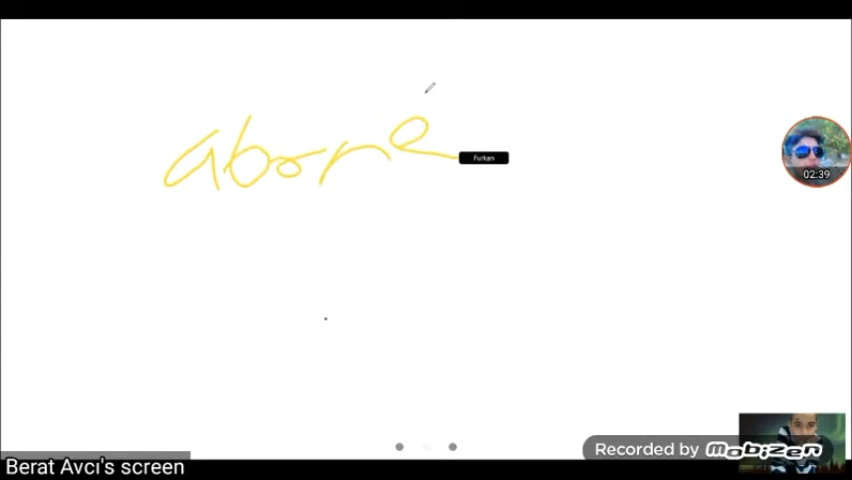 abone
Furkan
02:39
Recorded by mobizen
Berat Avcı's screen